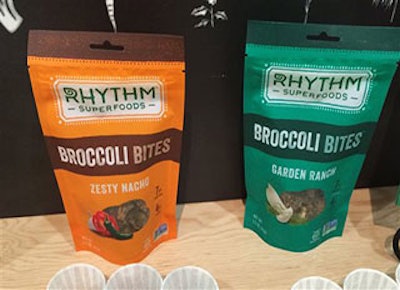 RHYTHM
SUPERFOODS
BROCCOLI BITES
ZESTY NACHO
RHYTHM
SUPERFOODS
BROCCOLI BITES
GARDEN RANCH